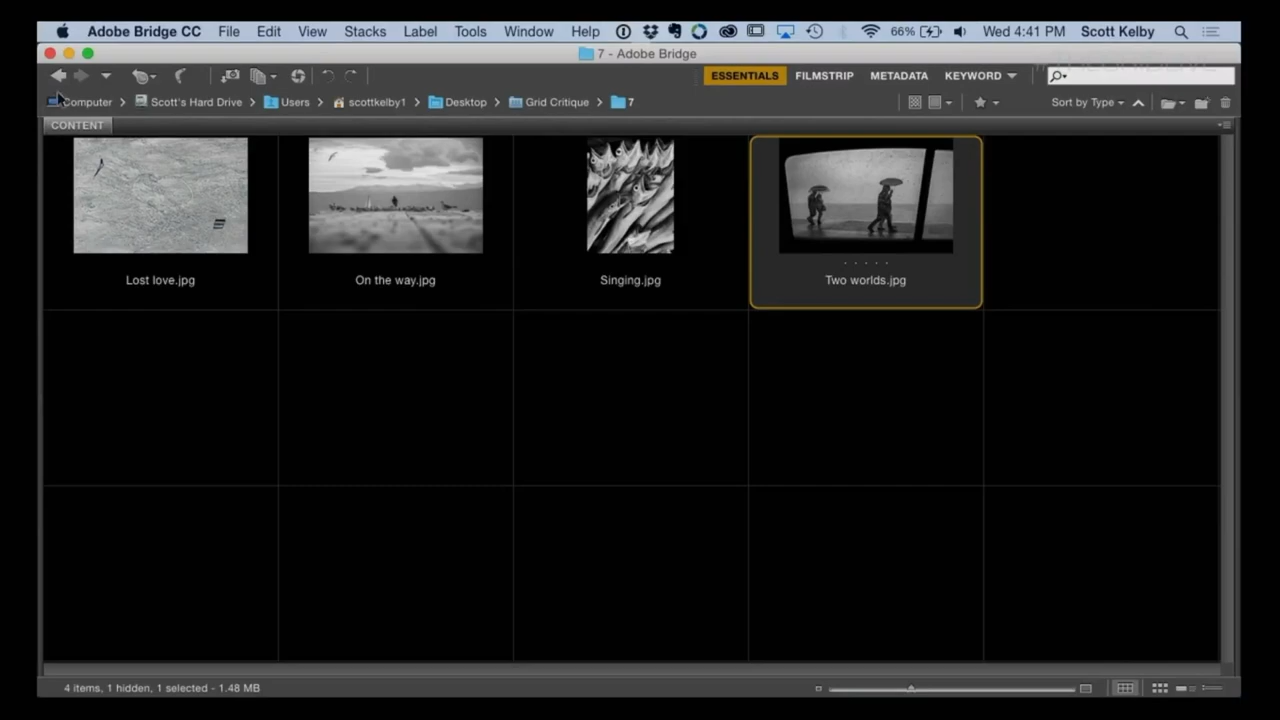 Adobe Bridge CC File Edit View Stacks Label Tools Window Help 66% Wed 4:41 PM Scott Kelby
7 - Adobe Bridge
ESSENTIALS FILMSTRIP METADATA KEYWORD
Computer Scott's Hard Drive Users scottkelby1 Desktop Grid Critique 7 Sort by Type
CONTENT
Lost love.jpg On the way.jpg Singing.jpg Two worlds.jpg
4 items, 1 hidden, 1 selected - 1.48 MB